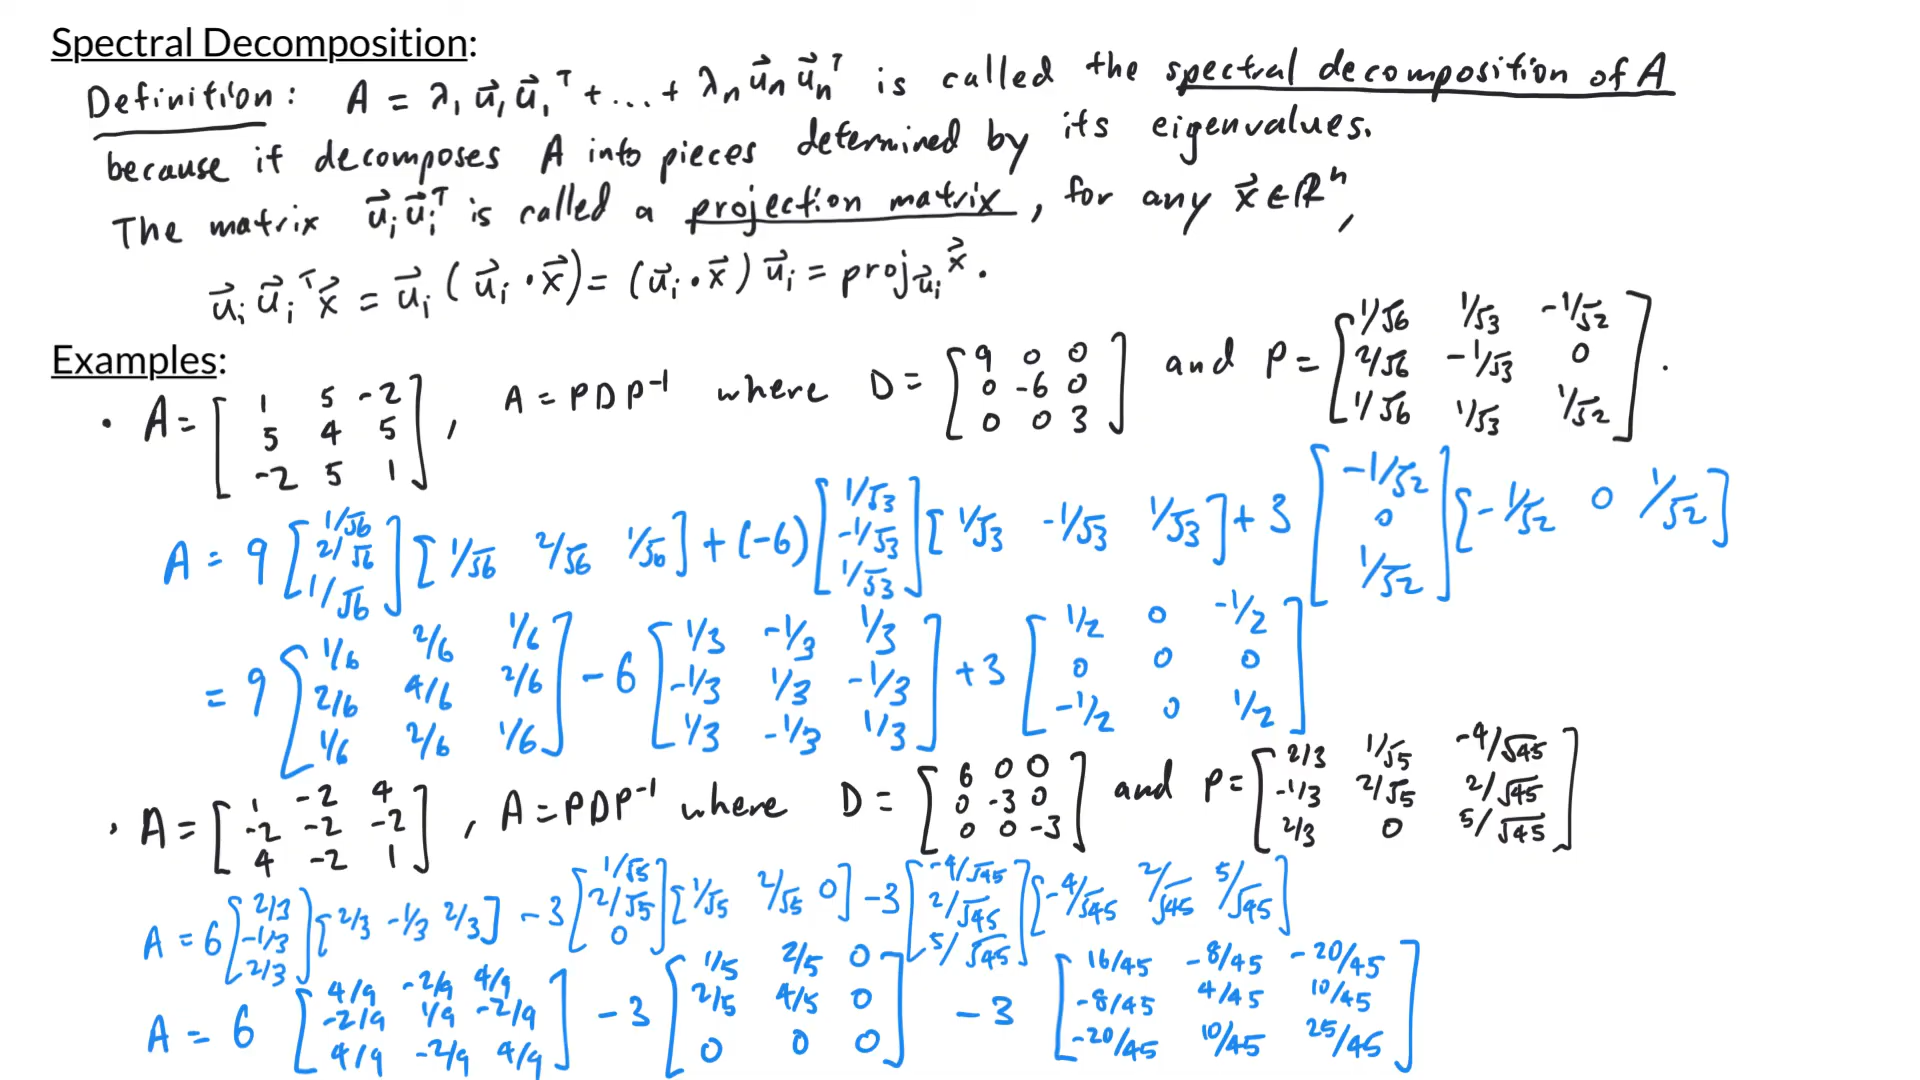 Spectral Decomposition:
Definition: A = λ₁ u⃗₁ u⃗₁ᵀ + ... + λₙ u⃗ₙ u⃗ₙᵀ is called the spectral decomposition of A
because it decomposes A into pieces determined by its eigenvalues.
The matrix u⃗ᵢ u⃗ᵢᵀ is called a projection matrix, for any x⃗ ∈ ℝⁿ,
u⃗ᵢ u⃗ᵢᵀ x⃗ = u⃗ᵢ (u⃗ᵢ · x⃗) = (u⃗ᵢ · x⃗) u⃗ᵢ = proj_u⃗ᵢ x⃗.
Examples:
• A = [1 5 -2; 5 4 5; -2 5 1], A = PDP⁻¹ where D = [9 0 0; 0 -6 0; 0 0 3] and P = [1/√6 1/√3 -1/√2; 2/√6 -1/√3 0; 1/√6 1/√3 1/√2].
A = 9 [1/√6; 2/√6; 1/√6] [1/√6 2/√6 1/√6] + (-6) [1/√3; -1/√3; 1/√3] [1/√3 -1/√3 1/√3] + 3 [-1/√2; 0; 1/√2] [-1/√2 0 1/√2]
= 9 [1/6 2/6 1/6; 2/6 4/6 2/6; 1/6 2/6 1/6] - 6 [1/3 -1/3 1/3; -1/3 1/3 -1/3; 1/3 -1/3 1/3] + 3 [1/2 0 -1/2; 0 0 0; -1/2 0 1/2]
• A = [1 -2 4; -2 -2 -2; 4 -2 1], A = PDP⁻¹ where D = [6 0 0; 0 -3 0; 0 0 -3] and P = [2/3 1/√5 -4/√45; -1/3 2/√5 2/√45; 2/3 0 5/√45]
A = 6 [2/3; -1/3; 2/3] [2/3 -1/3 2/3] - 3 [1/√5; 2/√5; 0] [1/√5 2/√5 0] - 3 [-4/√45; 2/√45; 5/√45] [-4/√45 2/√45 5/√45]
A = 6 [4/9 -2/9 4/9; -2/9 1/9 -2/9; 4/9 -2/9 4/9] - 3 [1/5 2/5 0; 2/5 4/5 0; 0 0 0] - 3 [16/45 -8/45 -20/45; -8/45 4/45 10/45; -20/45 10/45 25/45]